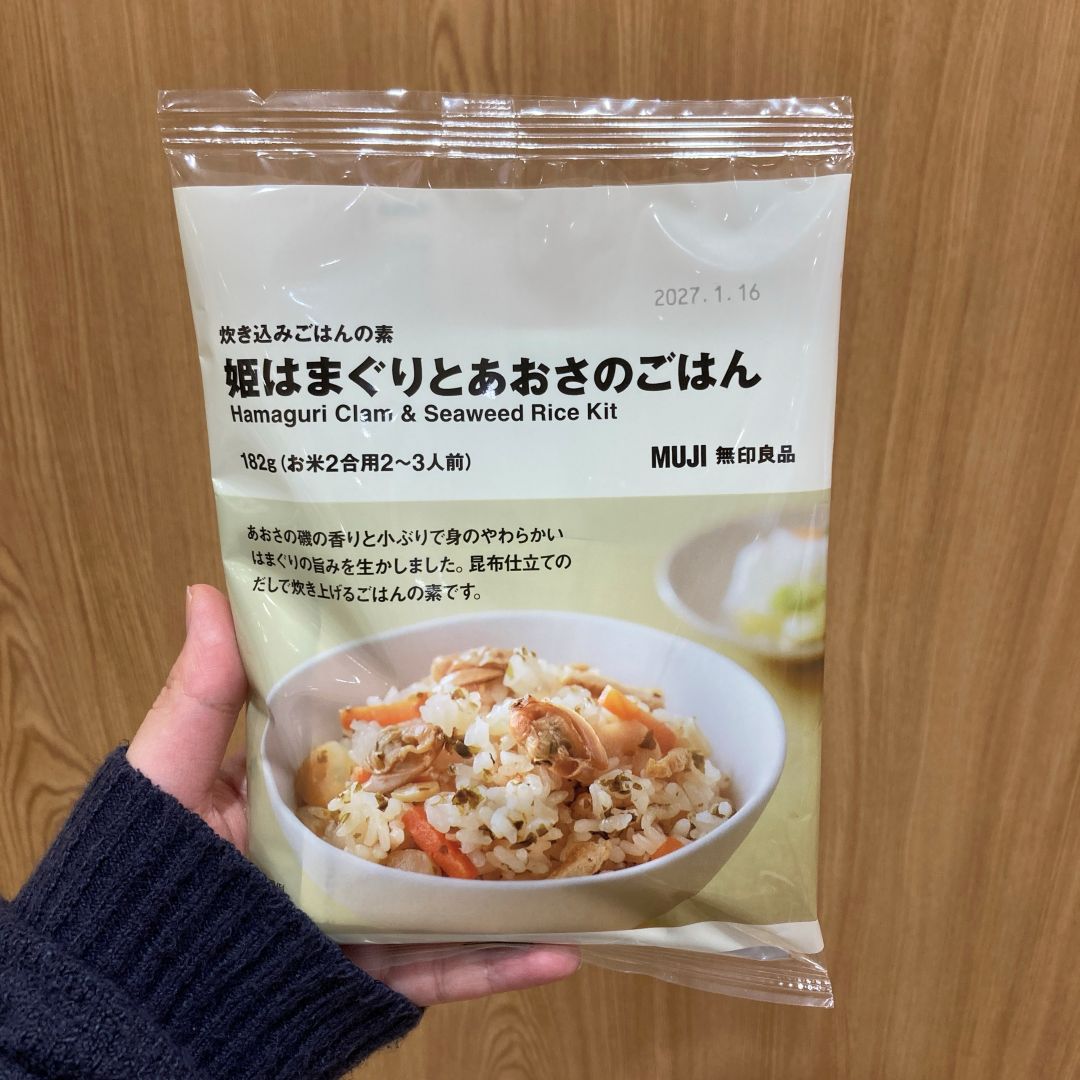 2027.1.16
炊き込みごはんの素
姫はまぐりとあおさのごはん
Hamaguri Clam & Seaweed Rice Kit
182g(お米2合用2~3人前)
MUJI 無印良品
あおさの磯の香りと小ぶりで身のやわらかい
はまぐりの旨みを生かしました。昆布仕立ての
だしで炊き上げるごはんの素です。